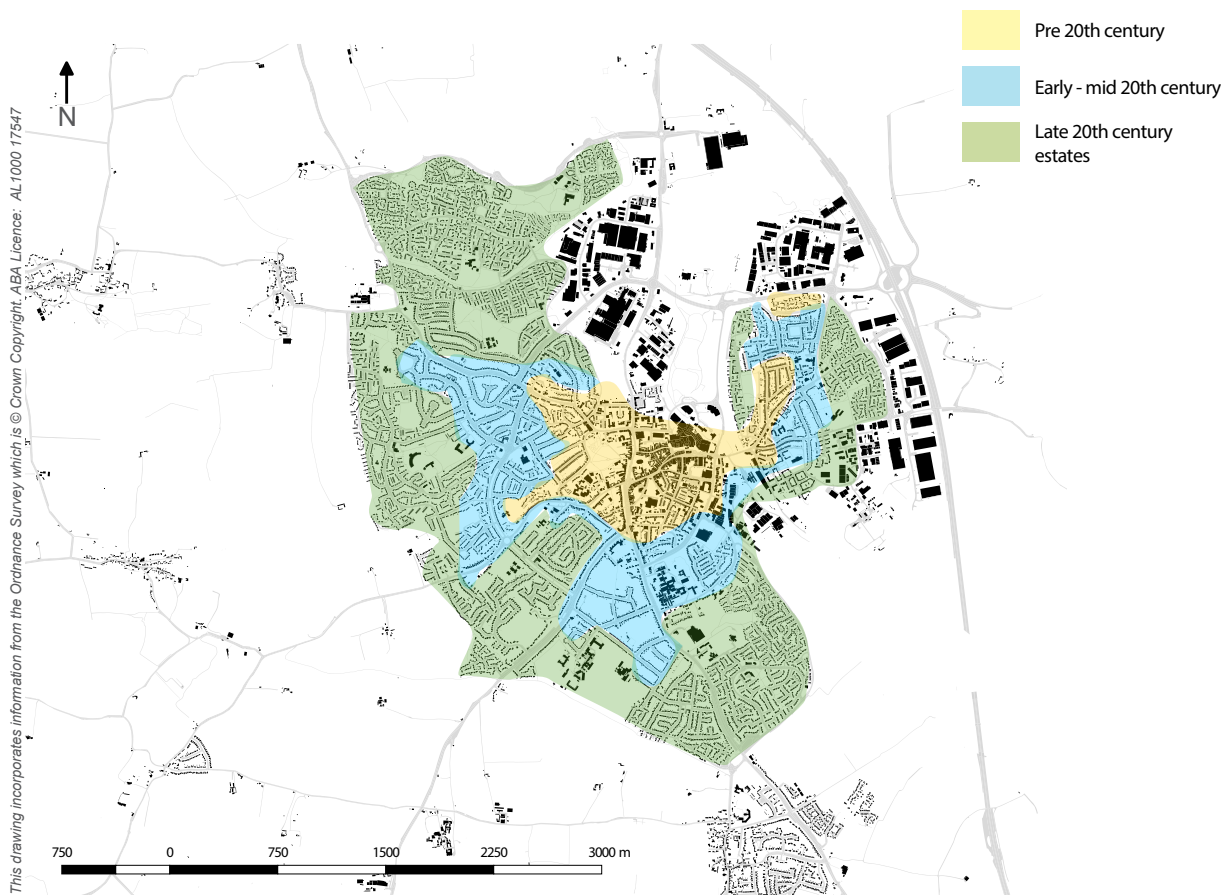 Pre 20th century
Early - mid 20th century
Late 20th century
estates
N
This drawing incorporates information from the Ordnance Survey which is © Crown Copyright. ABA Licence: AL1000 17547
750 0 750 1500 2250 3000 m